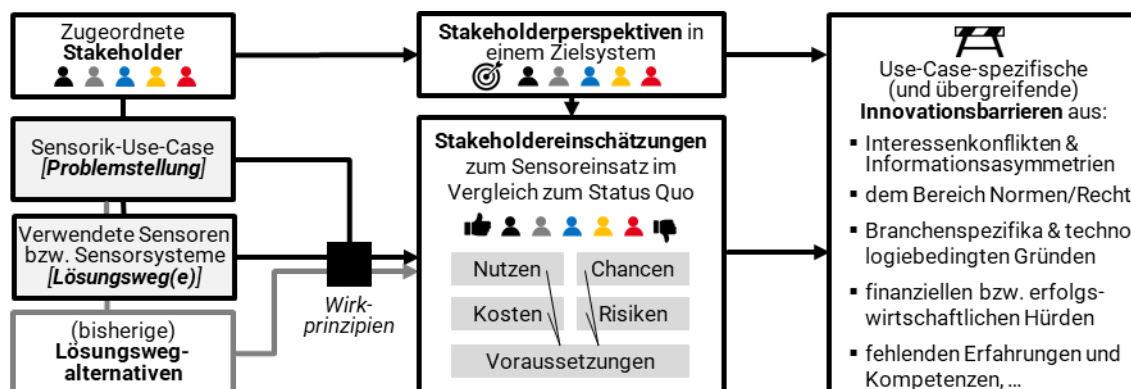 Zugeordnete
Stakeholder
Sensorik-Use-Case
[Problemstellung]
Verwendete Sensoren
bzw. Sensorsysteme
[Lösungsweg(e)]
(bisherige)
Lösungsweg-
alternativen
Wirk-
prinzipien
Stakeholderperspektiven in
einem Zielsystem
Stakeholdereinschätzungen
zum Sensoreinsatz im
Vergleich zum Status Quo
Nutzen
Chancen
Kosten
Risiken
Voraussetzungen
Use-Case-spezifische
(und übergreifende)
Innovationsbarrieren aus:
▪ Interessenkonflikten &
Informationsasymmetrien
▪ dem Bereich Normen/Recht
▪ Branchenspezifika & techno
logiebedingten Gründen
▪ finanziellen bzw. erfolgs-
wirtschaftlichen Hürden
▪ fehlenden Erfahrungen und
Kompetenzen, ...